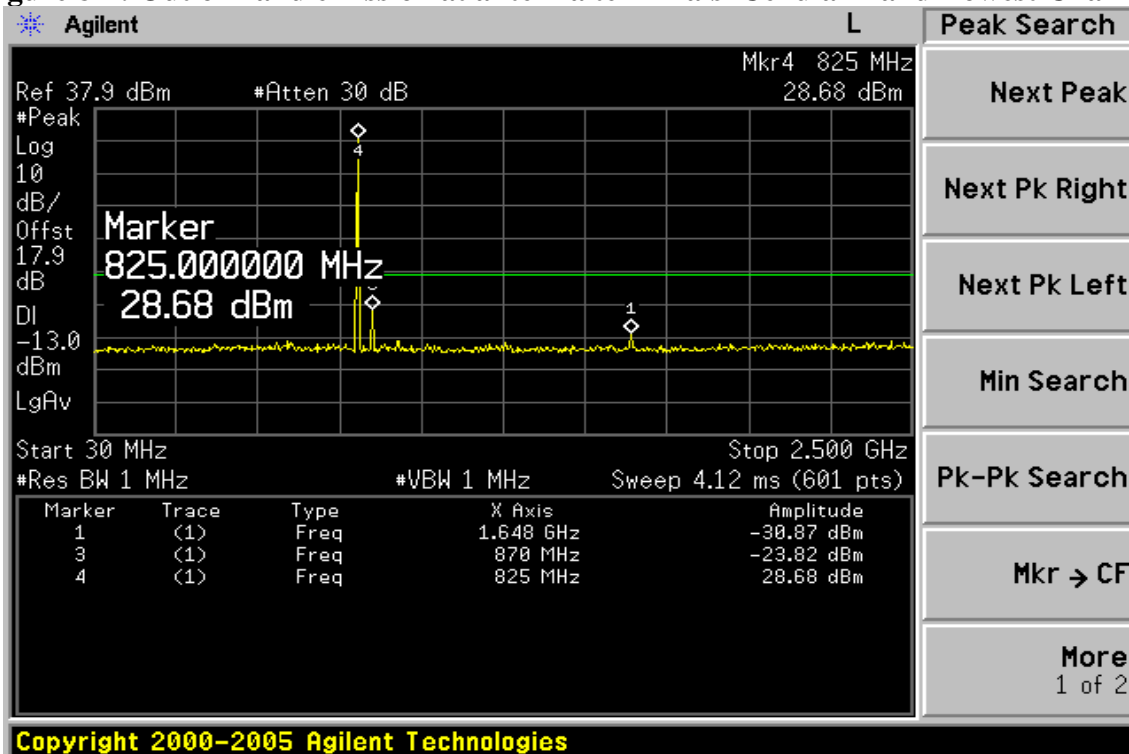 Agilent L Peak Search
Mkr4 825 MHz
Ref 37.9 dBm #Atten 30 dB 28.68 dBm
#Peak
Log
10
dB/
Offst
17.9
dB
DI
-13.0
dBm
LgAv
4
Marker
825.000000 MHz
28.68 dBm
1
Start 30 MHz Stop 2.500 GHz
#Res BW 1 MHz #VBW 1 MHz Sweep 4.12 ms (601 pts)
Marker Trace Type X Axis Amplitude
1 (1) Freq 1.648 GHz -30.87 dBm
3 (1) Freq 870 MHz -23.82 dBm
4 (1) Freq 825 MHz 28.68 dBm
Next Peak
Next Pk Right
Next Pk Left
Min Search
Pk-Pk Search
Mkr → CF
More
1 of 2
Copyright 2000-2005 Agilent Technologies